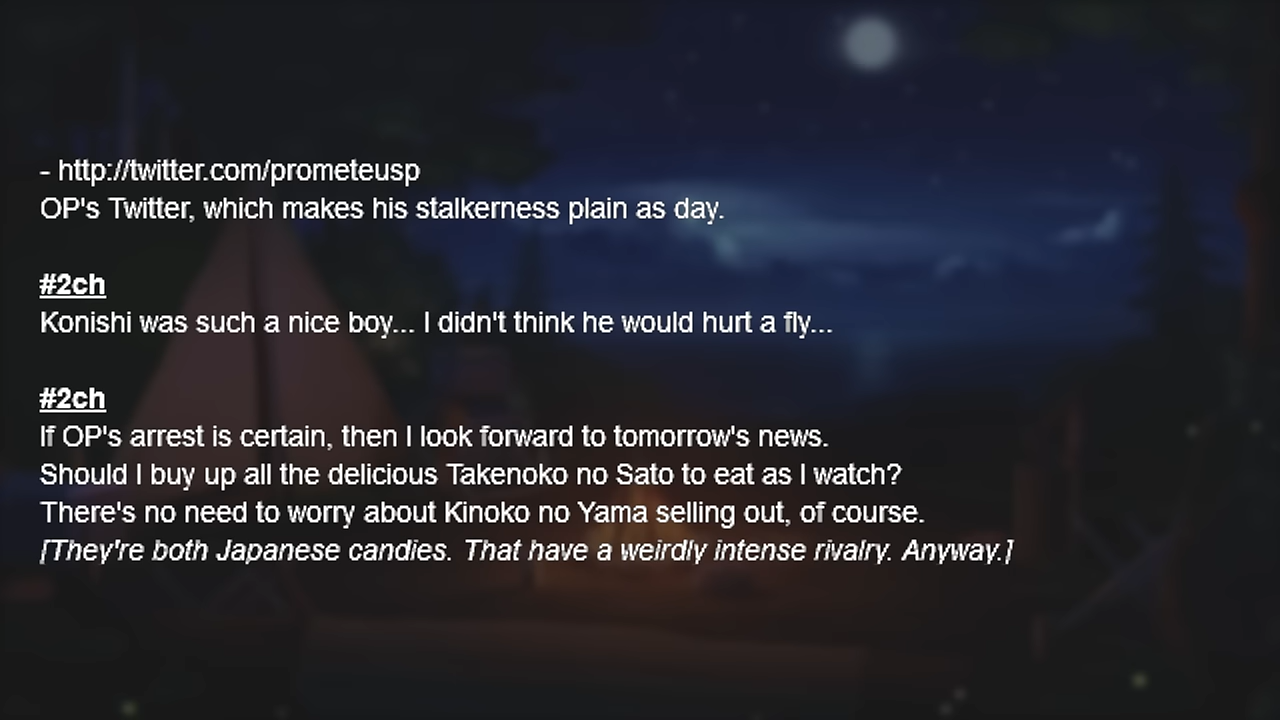 - http://twitter.com/prometeusp
OP's Twitter, which makes his stalkerness plain as day.
#2ch
Konishi was such a nice boy... I didn't think he would hurt a fly...
#2ch
If OP's arrest is certain, then I look forward to tomorrow's news.
Should I buy up all the delicious Takenoko no Sato to eat as I watch?
There's no need to worry about Kinoko no Yama selling out, of course.
[They're both Japanese candies. That have a weirdly intense rivalry. Anyway.]